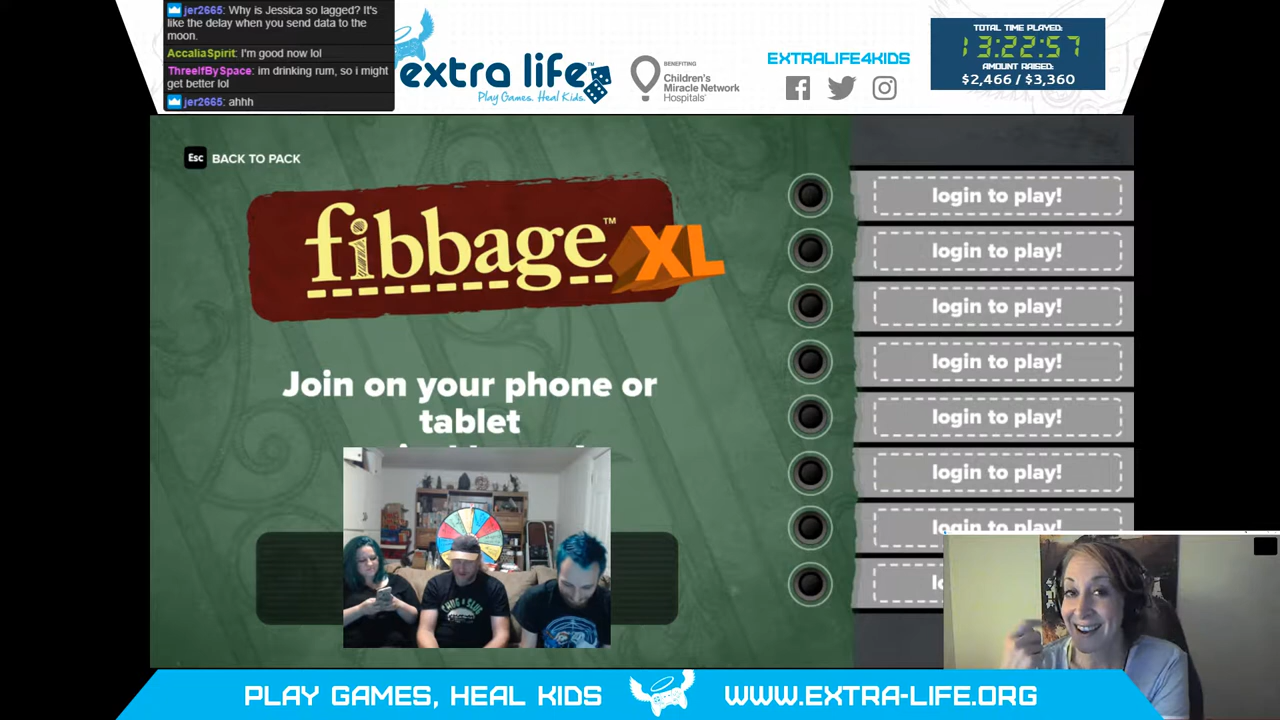 jer2665: Why is Jessica so lagged? It's
like the delay when you send data to the
moon.
AccaliaSpirit: I'm good now lol
ThreeIfBySpace: im drinking rum, so i might
get better lol
jer2665: ahhh
extra life
Play Games. Heal Kids.
BENEFITING
Children's
Miracle Network
Hospitals
EXTRALIFE4KIDS
TOTAL TIME PLAYED:
13:22:57
AMOUNT RAISED:
$2,466 / $3,360
Esc BACK TO PACK
fibbage™ XL
Join on your phone or
tablet
login to play!
login to play!
login to play!
login to play!
login to play!
login to play!
login to play!
PLAY GAMES, HEAL KIDS
WWW.EXTRA-LIFE.ORG